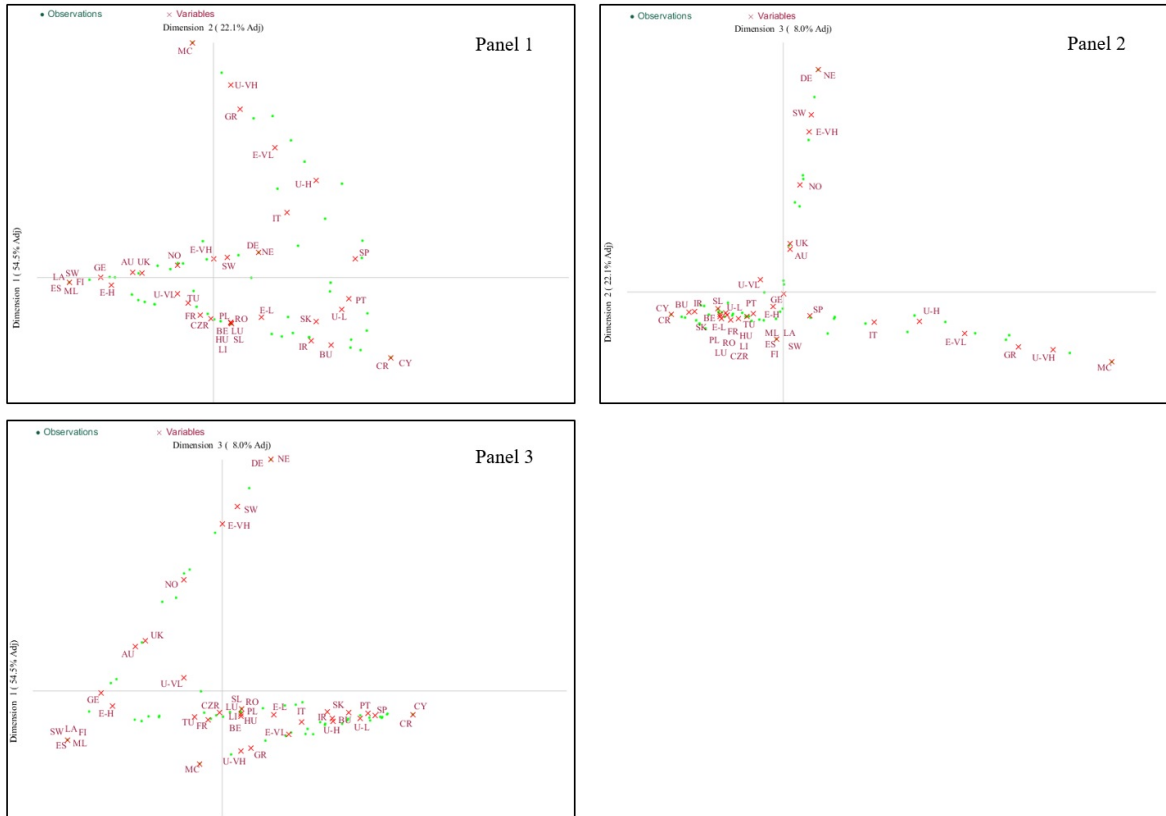 • Observations × Variables
Dimension 2 ( 22.1% Adj)
Panel 1
MC
U-VH
GR
E-VL
U-H
IT
E-VH
DE
NE
SP
NO
SW
AU UK
GE
LA SW FI
ES ML
E-H
U-VL
TU
PT
U-L
FR
PL RO
E-L
SK
CZR
BE LU
HU SL
LI
IR
BU
CR CY
Dimension 1 ( 54.5% Adj)
• Observations × Variables
Dimension 3 ( 8.0% Adj)
Panel 2
DE NE
SW
E-VH
NO
UK
AU
U-VL
GE
CY BU IR SL U-L PT
CR
SK BE E-L TU E-H
SP
IT
U-H
PL RO FR HU ML LA
LU LI ES SW
CZR FI
E-VL
GR
U-VH
MC
Dimension 2 ( 22.1% Adj)
• Observations × Variables
Dimension 3 ( 8.0% Adj)
Panel 3
DE NE
SW
E-VH
NO
UK
AU
U-VL
GE
E-H
SL RO
CZR LU PL E-L
IT
SK PT SP CY
TU FR LI HU
BE
IR BU U-L CR
SW LA FI
ES ML
E-VL
U-H
U-VH
GR
MC
Dimension 1 ( 54.5% Adj)